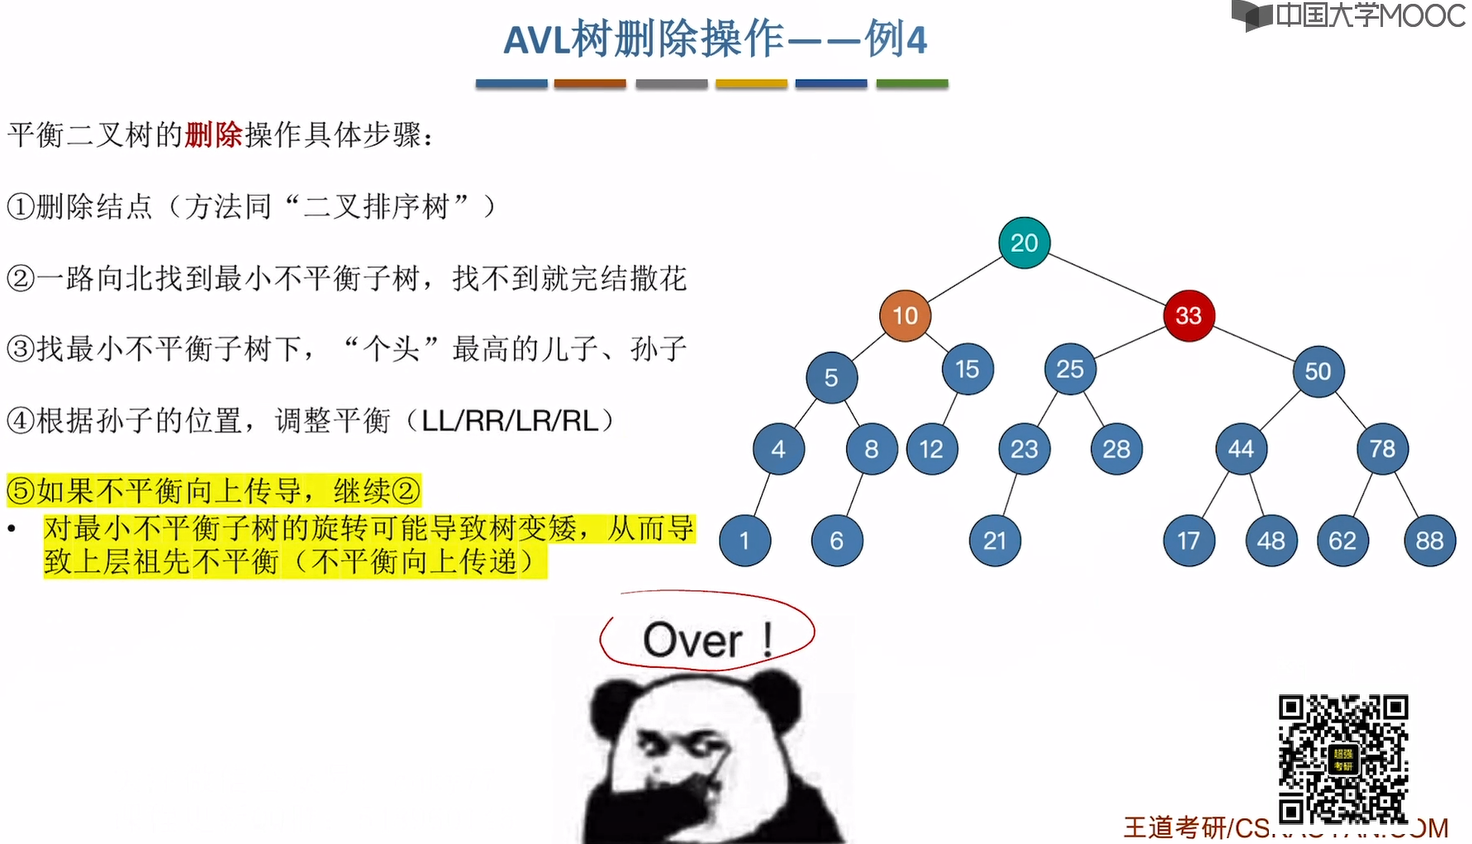 中国大学MOOC
AVL树删除操作——例4
平衡二叉树的删除操作具体步骤：
①删除结点（方法同“二叉排序树”）
②一路向北找到最小不平衡子树，找不到就完结撒花
③找最小不平衡子树下，“个头”最高的儿子、孙子
④根据孙子的位置，调整平衡（LL/RR/LR/RL）
⑤如果不平衡向上传导，继续②
• 对最小不平衡子树的旋转可能导致树变矮，从而导
致上层祖先不平衡（不平衡向上传递）
20
10 33
5 15 25 50
4 8 12 23 28 44 78
1 6 21 17 48 62 88
Over！
超强
考研
王道考研/CSKAOYAN.COM